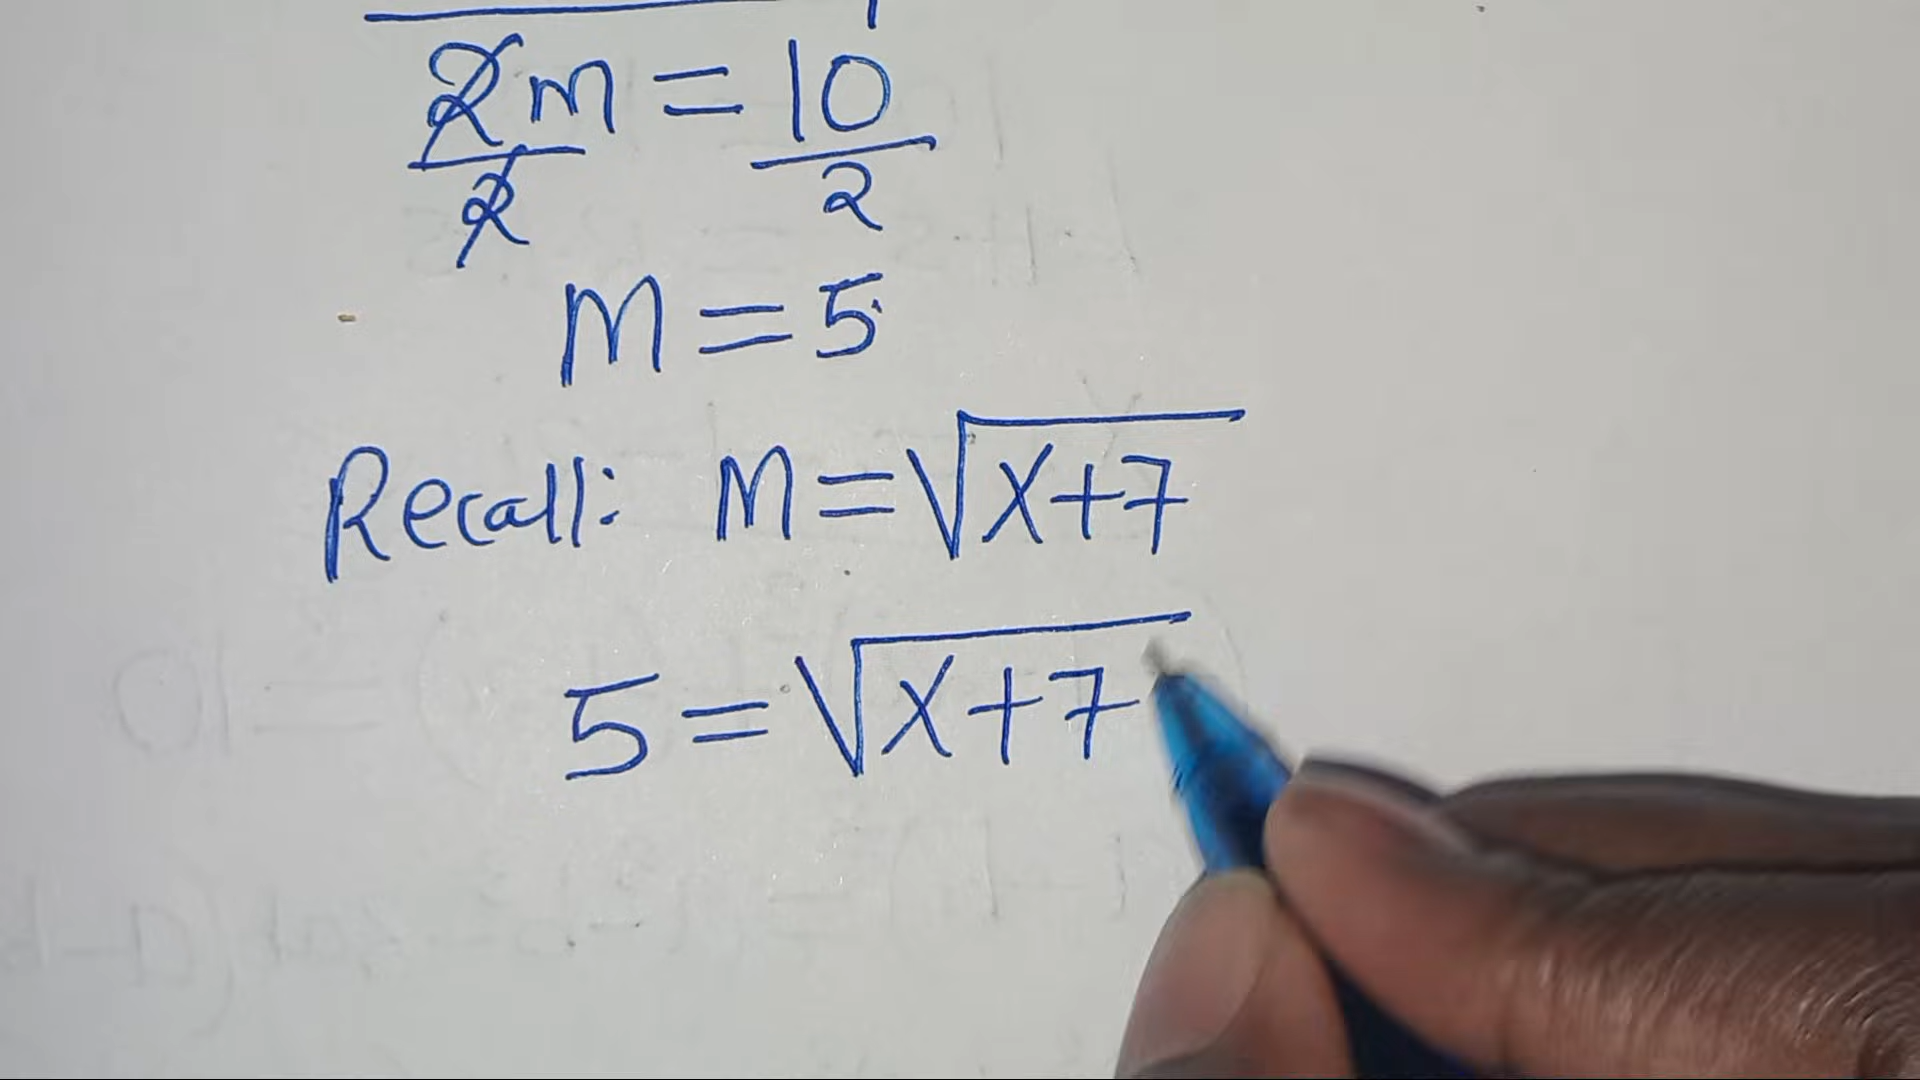 2m = 10
2 2
m = 5
Recall: m = √x+7
5 = √x+7